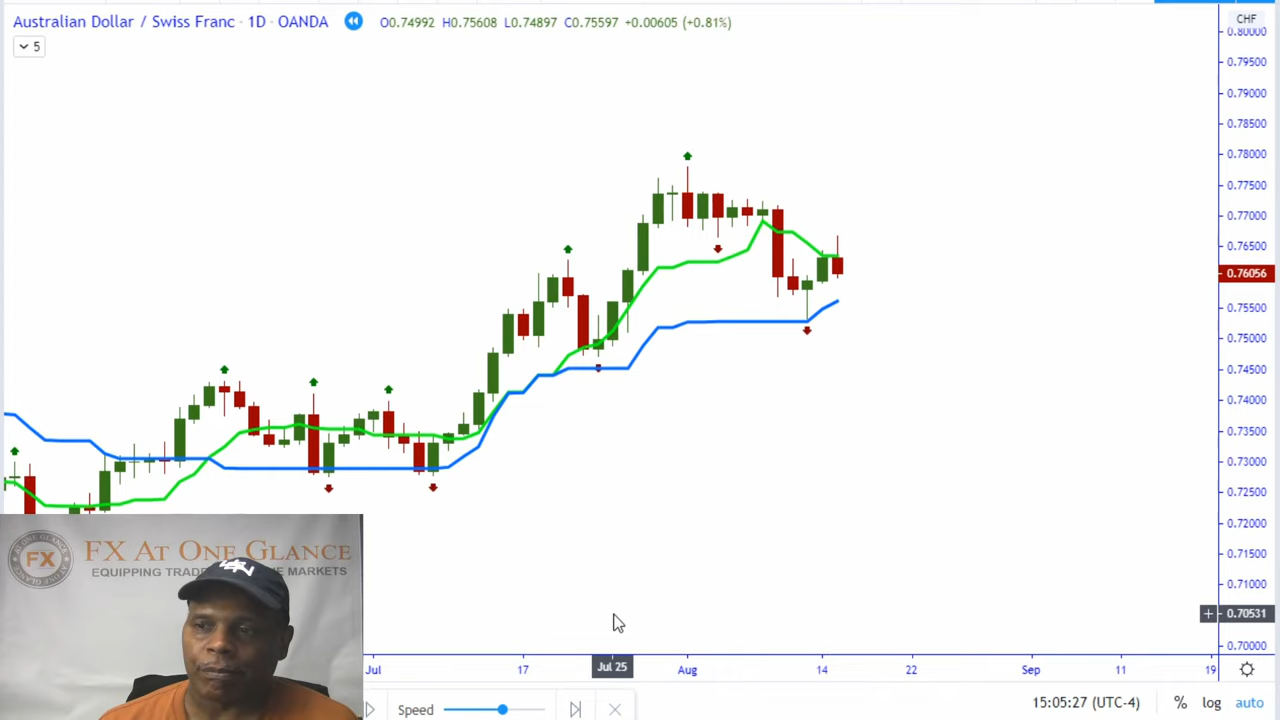 Australian Dollar / Swiss Franc · 1D · OANDA O0.74992 H0.75608 L0.74897 C0.75597 +0.00605 (+0.81%)
CHF
5
0.80000
0.79500
0.79000
0.78500
0.78000
0.77500
0.77000
0.76500
0.76056
0.75500
0.75000
0.74500
0.74000
0.73500
0.73000
0.72500
0.72000
0.71500
0.71000
0.70531
0.70000
FX
AT ONE GLANCE
FX AT ONE GLANCE
EQUIPPING TRADE
MARKETS
Jul 17 Jul 25 Aug 14 22 Sep 11 19
Speed
15:05:27 (UTC-4) % log auto